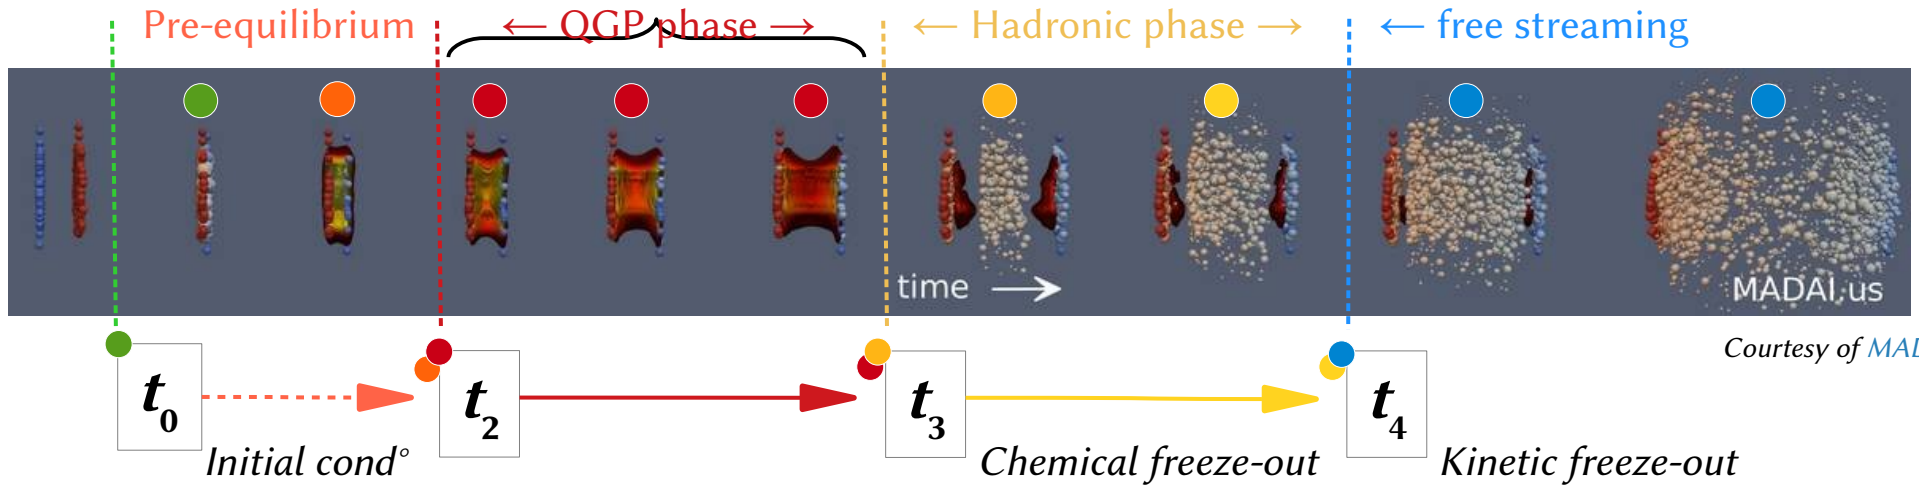 Pre-equilibrium
← QGP phase →
← Hadronic phase →
← free streaming
time →
MADAI.us
Courtesy of MAD
t0
t2
t3
t4
Initial cond°
Chemical freeze-out
Kinetic freeze-out